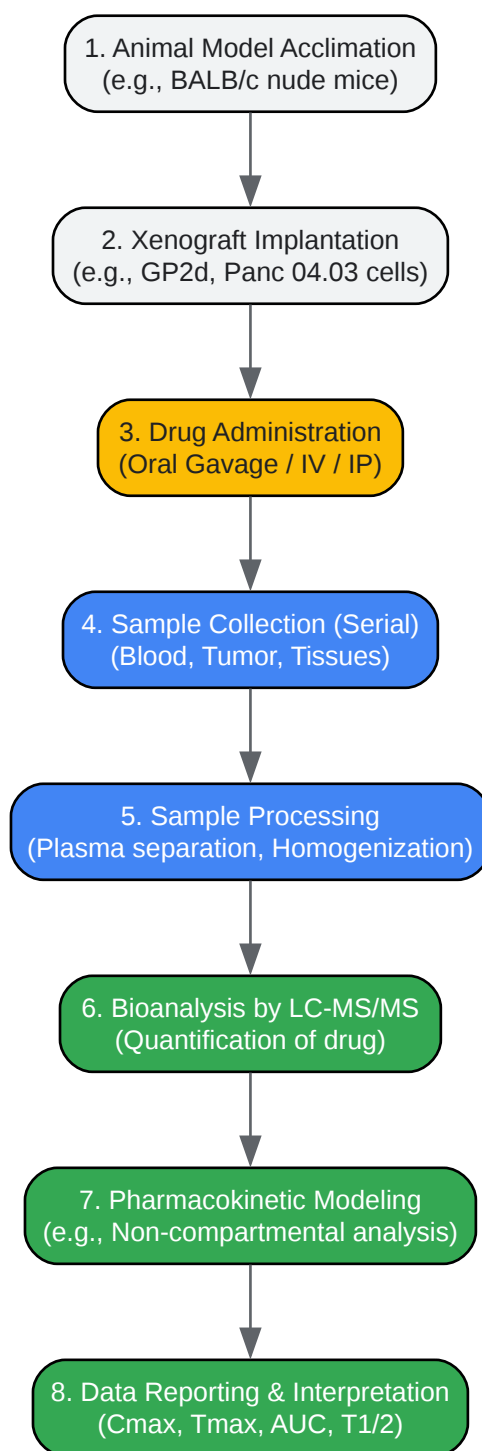 1. Animal Model Acclimation
(e.g., BALB/c nude mice)
2. Xenograft Implantation
(e.g., GP2d, Panc 04.03 cells)
3. Drug Administration
(Oral Gavage / IV / IP)
4. Sample Collection (Serial)
(Blood, Tumor, Tissues)
5. Sample Processing
(Plasma separation, Homogenization)
6. Bioanalysis by LC-MS/MS
(Quantification of drug)
7. Pharmacokinetic Modeling
(e.g., Non-compartmental analysis)
8. Data Reporting & Interpretation
(Cmax, Tmax, AUC, T1/2)